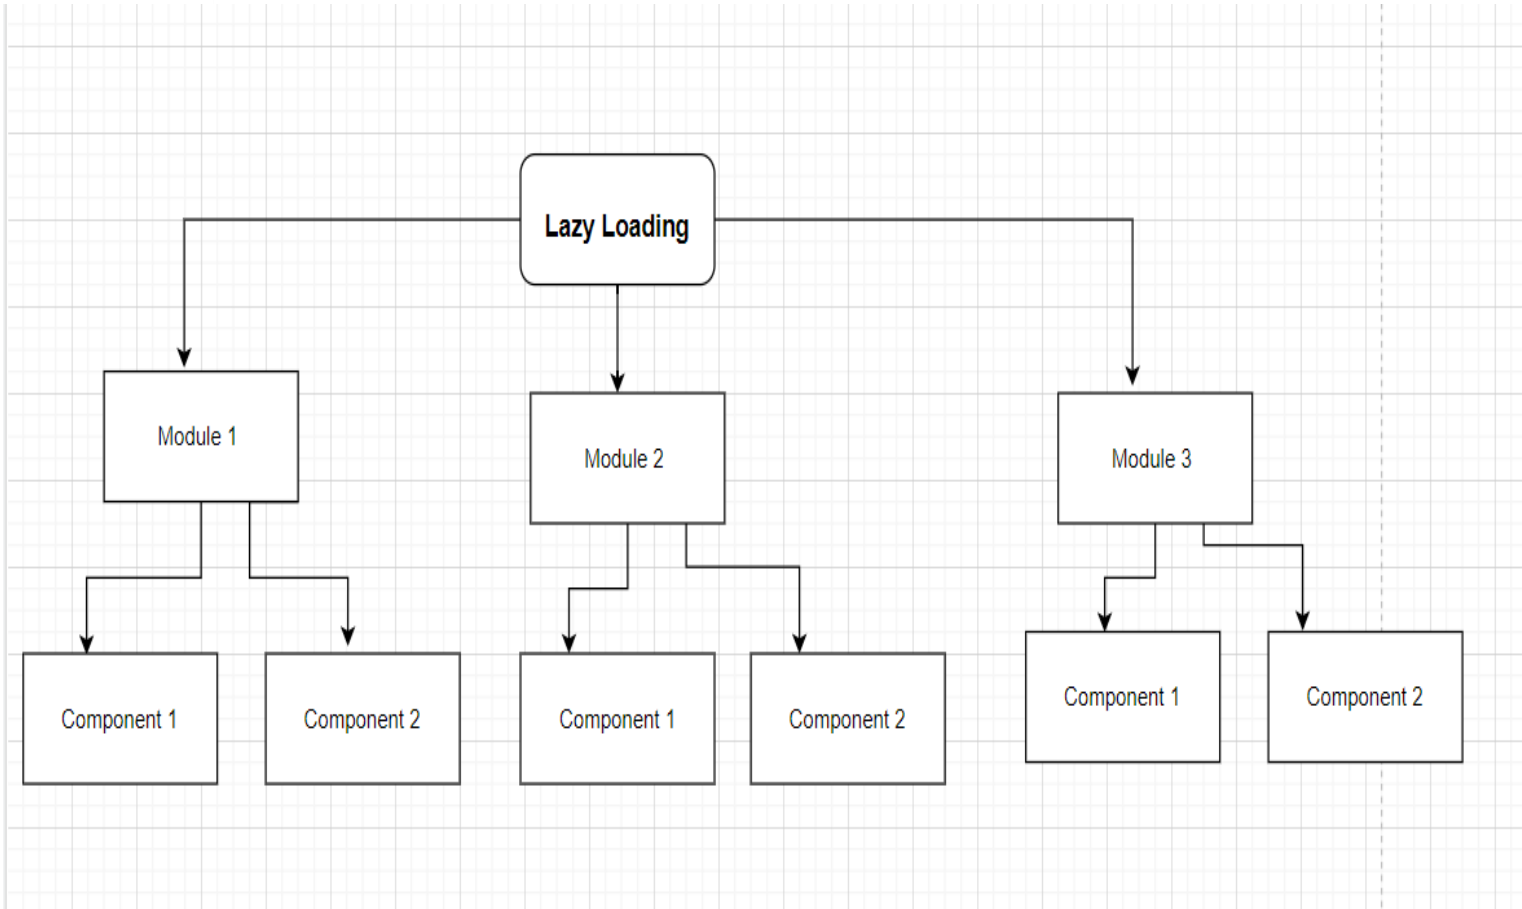 Lazy Loading
Module 1
Module 2
Module 3
Component 1
Component 2
Component 1
Component 2
Component 1
Component 2